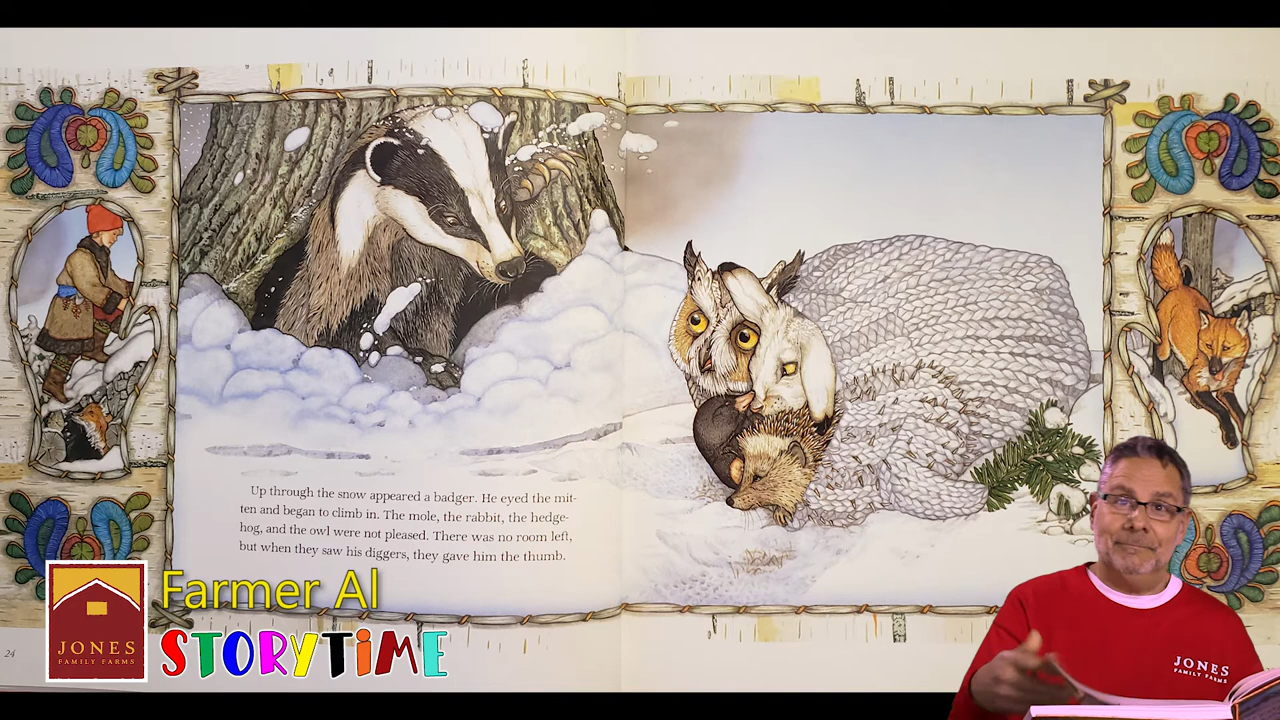 Up through the snow appeared a badger. He eyed the mit-
ten and began to climb in. The mole, the rabbit, the hedge-
hog, and the owl were not pleased. There was no room left,
but when they saw his diggers, they gave him the thumb.
24
JONES
FAMILY FARMS
Farmer Al
STORYTiME
JONES
FAMILY FARMS